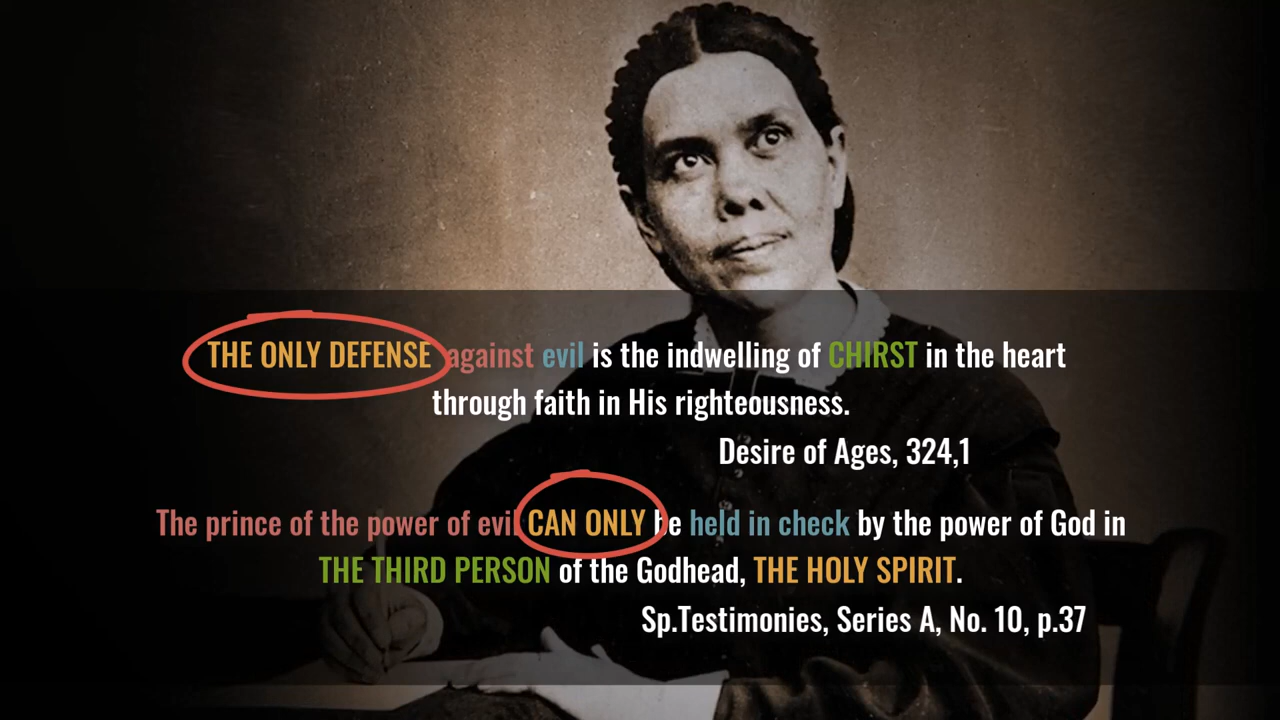 THE ONLY DEFENSE against evil is the indwelling of CHIRST in the heart
through faith in His righteousness.
Desire of Ages, 324,1
The prince of the power of evil CAN ONLY be held in check by the power of God in
THE THIRD PERSON of the Godhead, THE HOLY SPIRIT.
Sp.Testimonies, Series A, No. 10, p.37